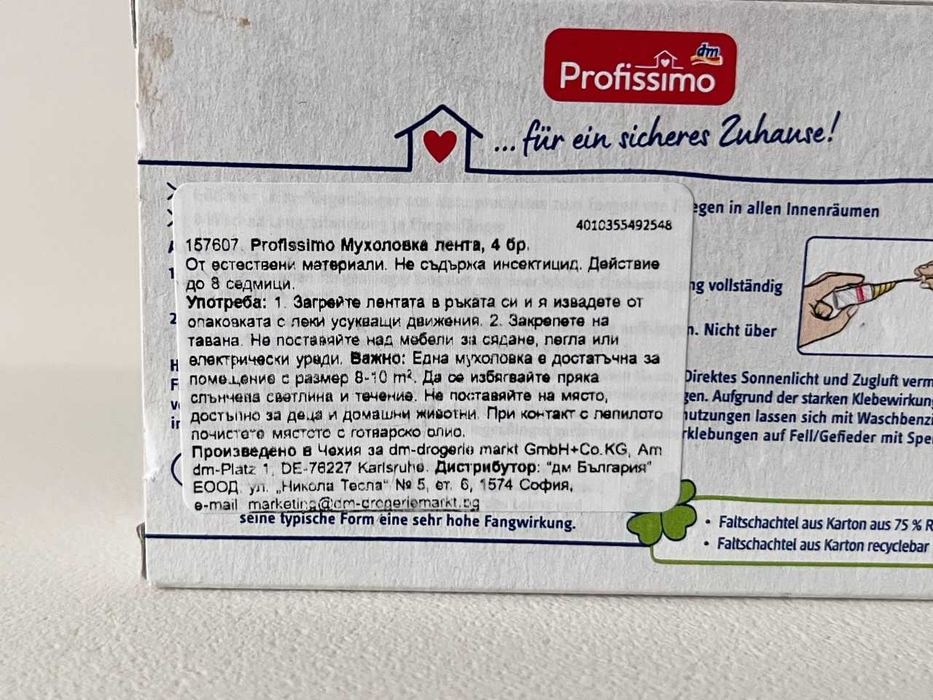 dm
Profissimo
... für ein sicheres Zuhause!
egen in allen Innenräumen
4010355492548
157607. Profissimo Мухоловка лента, 4 бр.
От естествени материали. Не съдържа инсектицид. Действие
до 8 седмици.
ng vollständig
Употреба: 1. Загрейте лентата в ръката си и я извадете от
опаковката с леки усукващи движения. 2. Закрепете на
n. Nicht über
тавана. Не поставяйте над мебели за сядане, легла или
електрически уреди. Важно: Една мухоловка е достатъчна за
помещение с размер 8-10 m². Да се избягват пряка
Direktes Sonnenlicht und Zugluft verm
слънчева светлина и течение. Не поставяйте на място,
gen. Aufgrund der starken Klebewirkung
достъпно за деца и домашни животни. При контакт с лепилото
nutzungen lassen sich mit Waschbenzi
почистете мястото с готварско олио.
rklebungen auf Fell/Gefieder mit Spe
Произведено в Чехия за dm-drogerie markt GmbH+Co.KG, Am
dm-Platz 1, DE-76227 Karlsruhe. Дистрибутор: "дм България"
ЕООД, ул. „Никола Тесла" № 5, ет. 6, 1574 София,
e-mail marketing@dm-drogeriemarkt.bg
seine typische Form eine sehr hohe Fangwirkung.
• Faltschachtel aus Karton aus 75 % R
• Faltschachtel aus Karton recyclebar